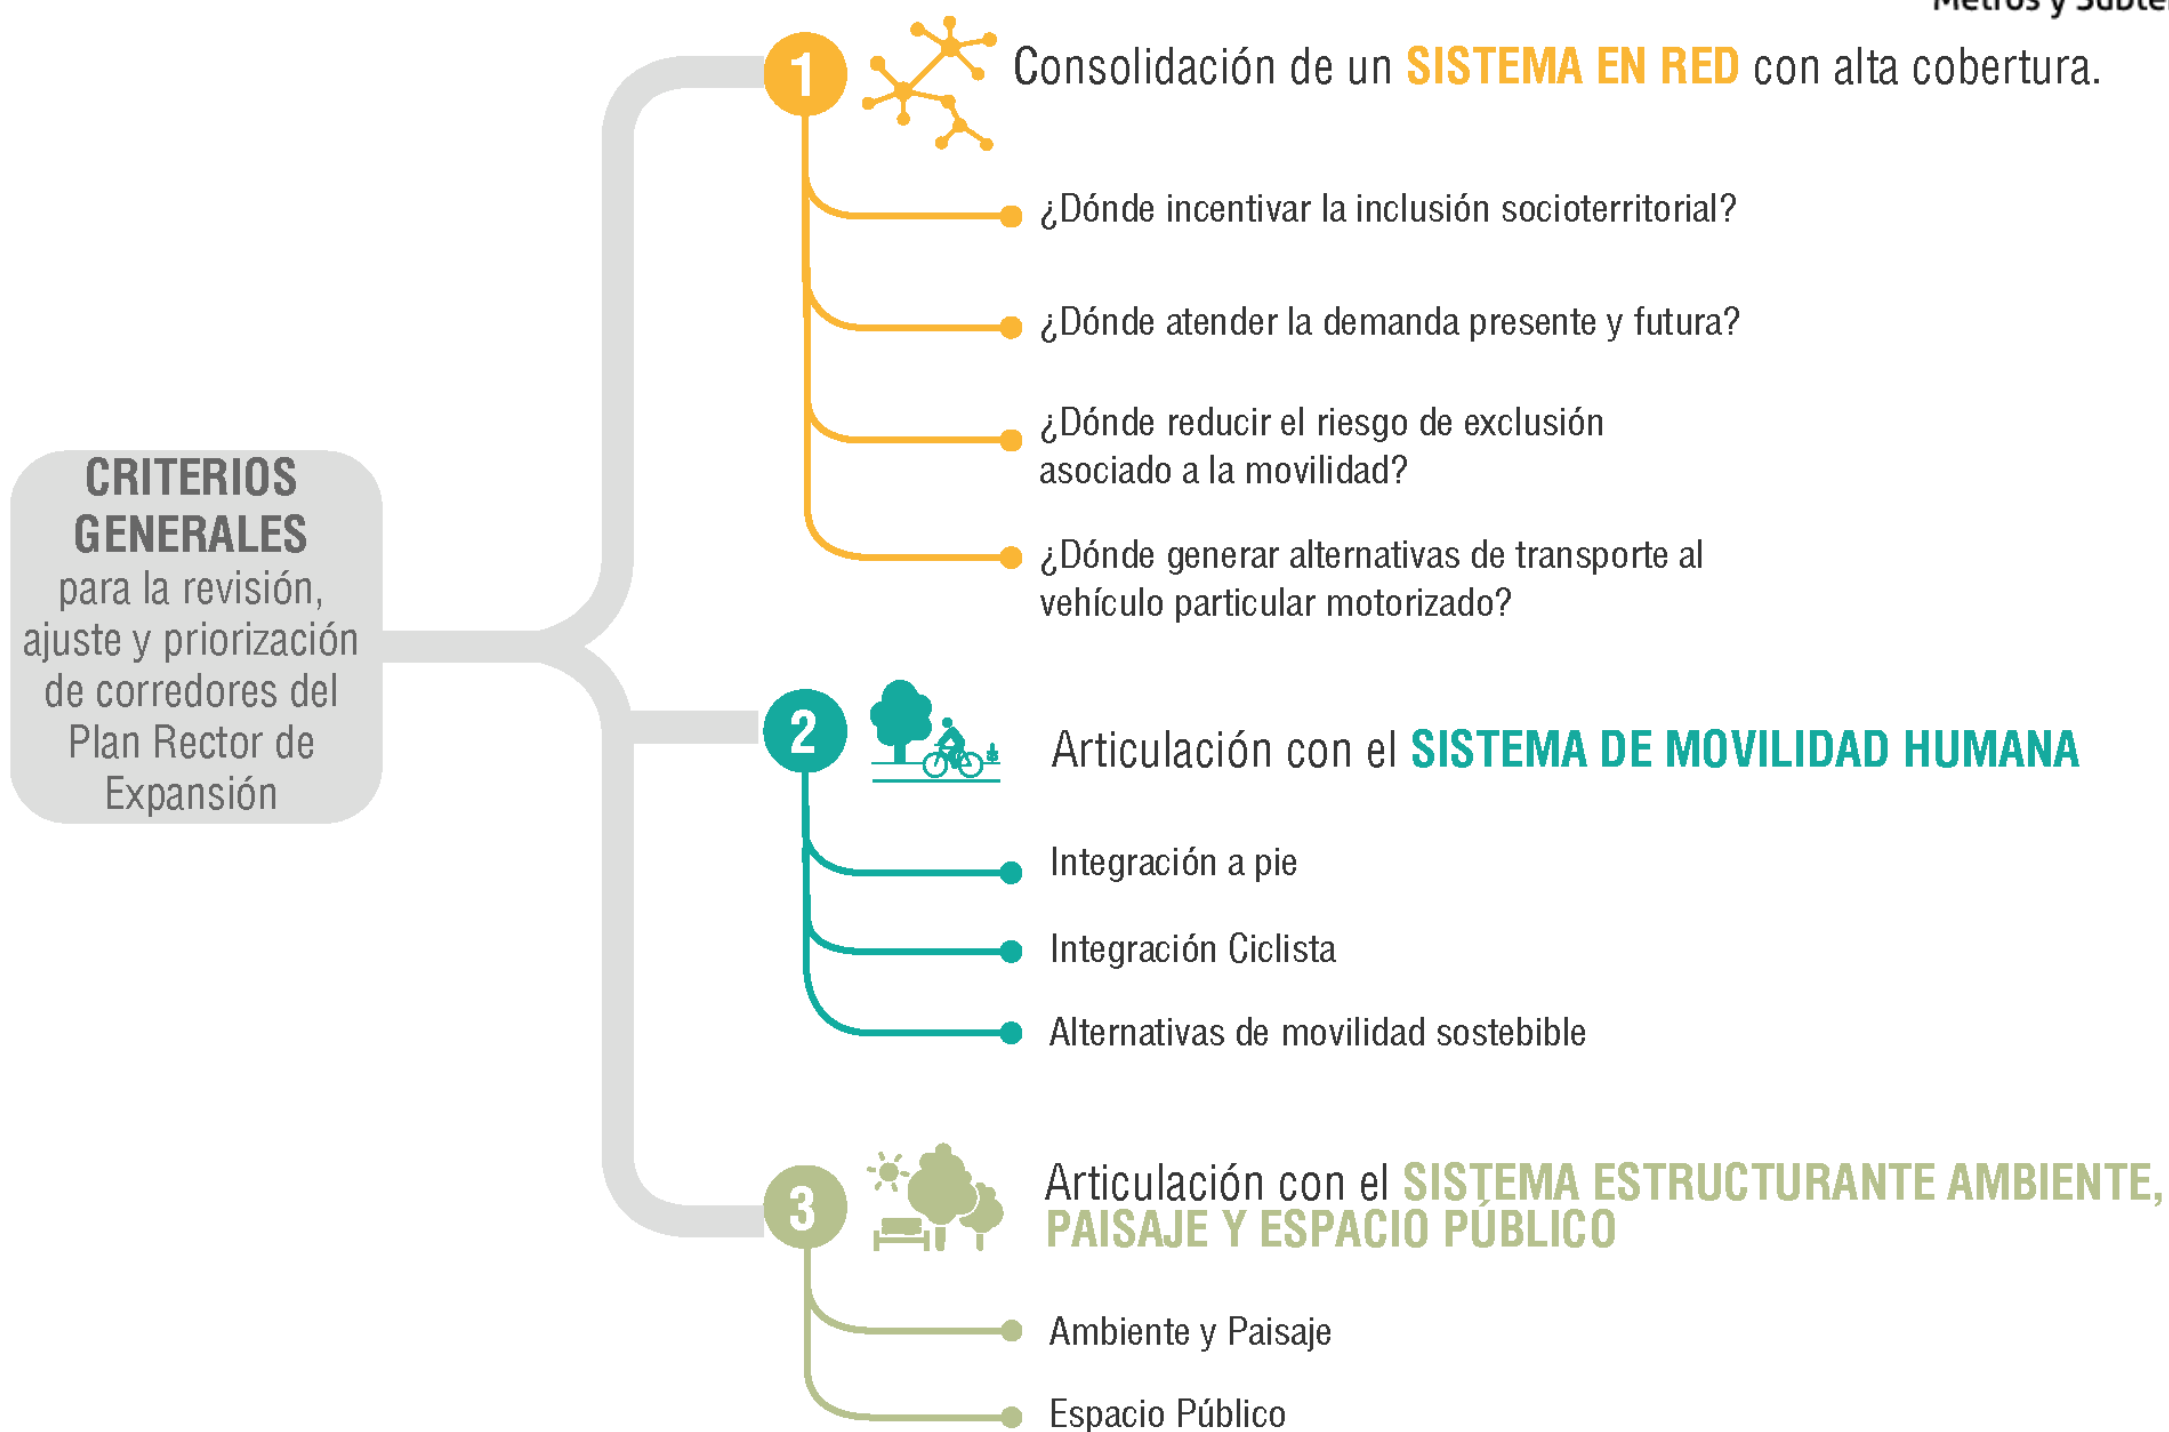 CRITERIOS
GENERALES
para la revisión,
ajuste y priorización
de corredores del
Plan Rector de
Expansión
1
Consolidación de un SISTEMA EN RED con alta cobertura.
¿Dónde incentivar la inclusión socioterritorial?
¿Dónde atender la demanda presente y futura?
¿Dónde reducir el riesgo de exclusión
asociado a la movilidad?
¿Dónde generar alternativas de transporte al
vehículo particular motorizado?
2
Articulación con el SISTEMA DE MOVILIDAD HUMANA
Integración a pie
Integración Ciclista
Alternativas de movilidad sostebible
3
Articulación con el SISTEMA ESTRUCTURANTE AMBIENTE,
PAISAJE Y ESPACIO PÚBLICO
Ambiente y Paisaje
Espacio Público